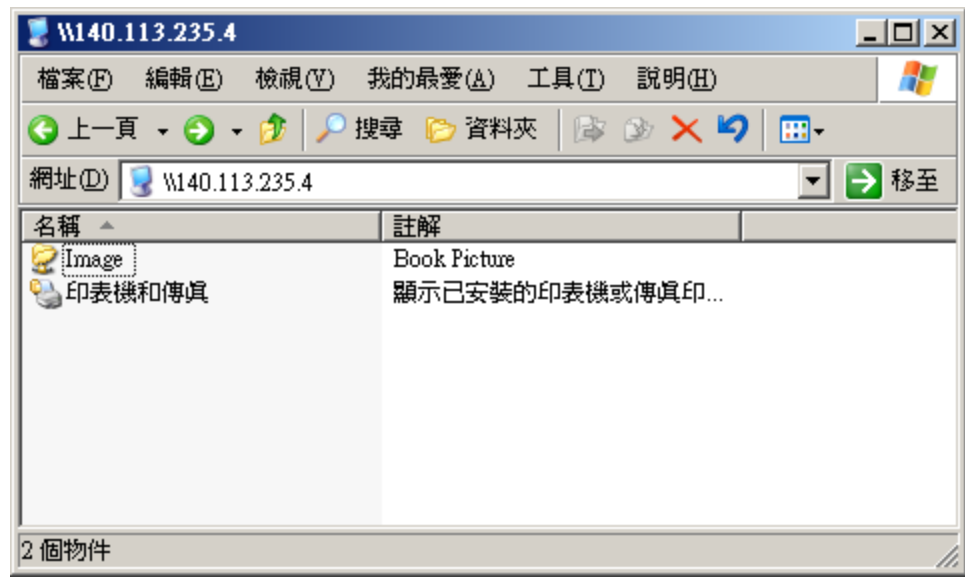 \\140.113.235.4
檔案(F) 編輯(E) 檢視(V) 我的最愛(A) 工具(T) 說明(H)
上一頁 搜尋 資料夾
網址(D) \\140.113.235.4 移至
名稱 註解
Image Book Picture
印表機和傳真 顯示已安裝的印表機或傳真印...
2 個物件